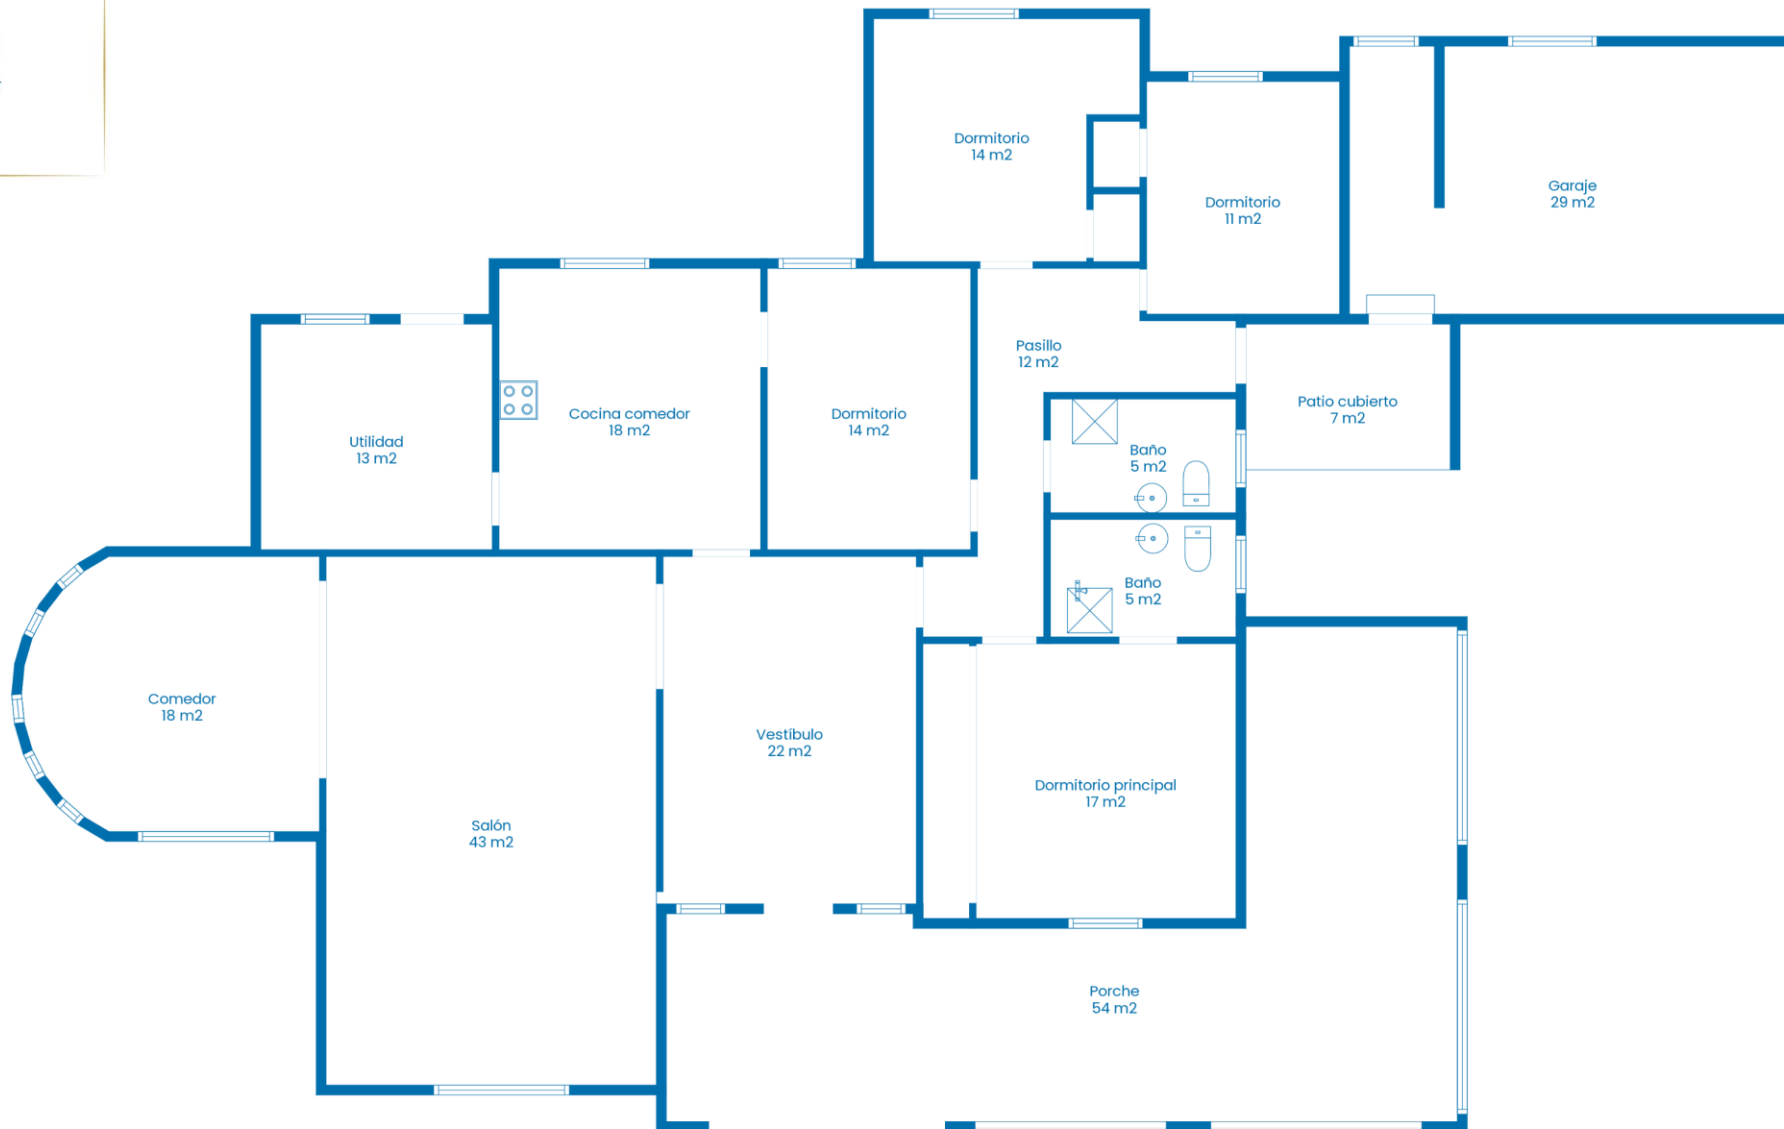 Dormitorio
14 m2
Dormitorio
11 m2
Garaje
29 m2
Pasillo
12 m2
Patio cubierto
7 m2
Cocina comedor
18 m2
Dormitorio
14 m2
Utilidad
13 m2
Baño
5 m2
Baño
5 m2
Comedor
18 m2
Vestíbulo
22 m2
Dormitorio principal
17 m2
Salón
43 m2
Porche
54 m2